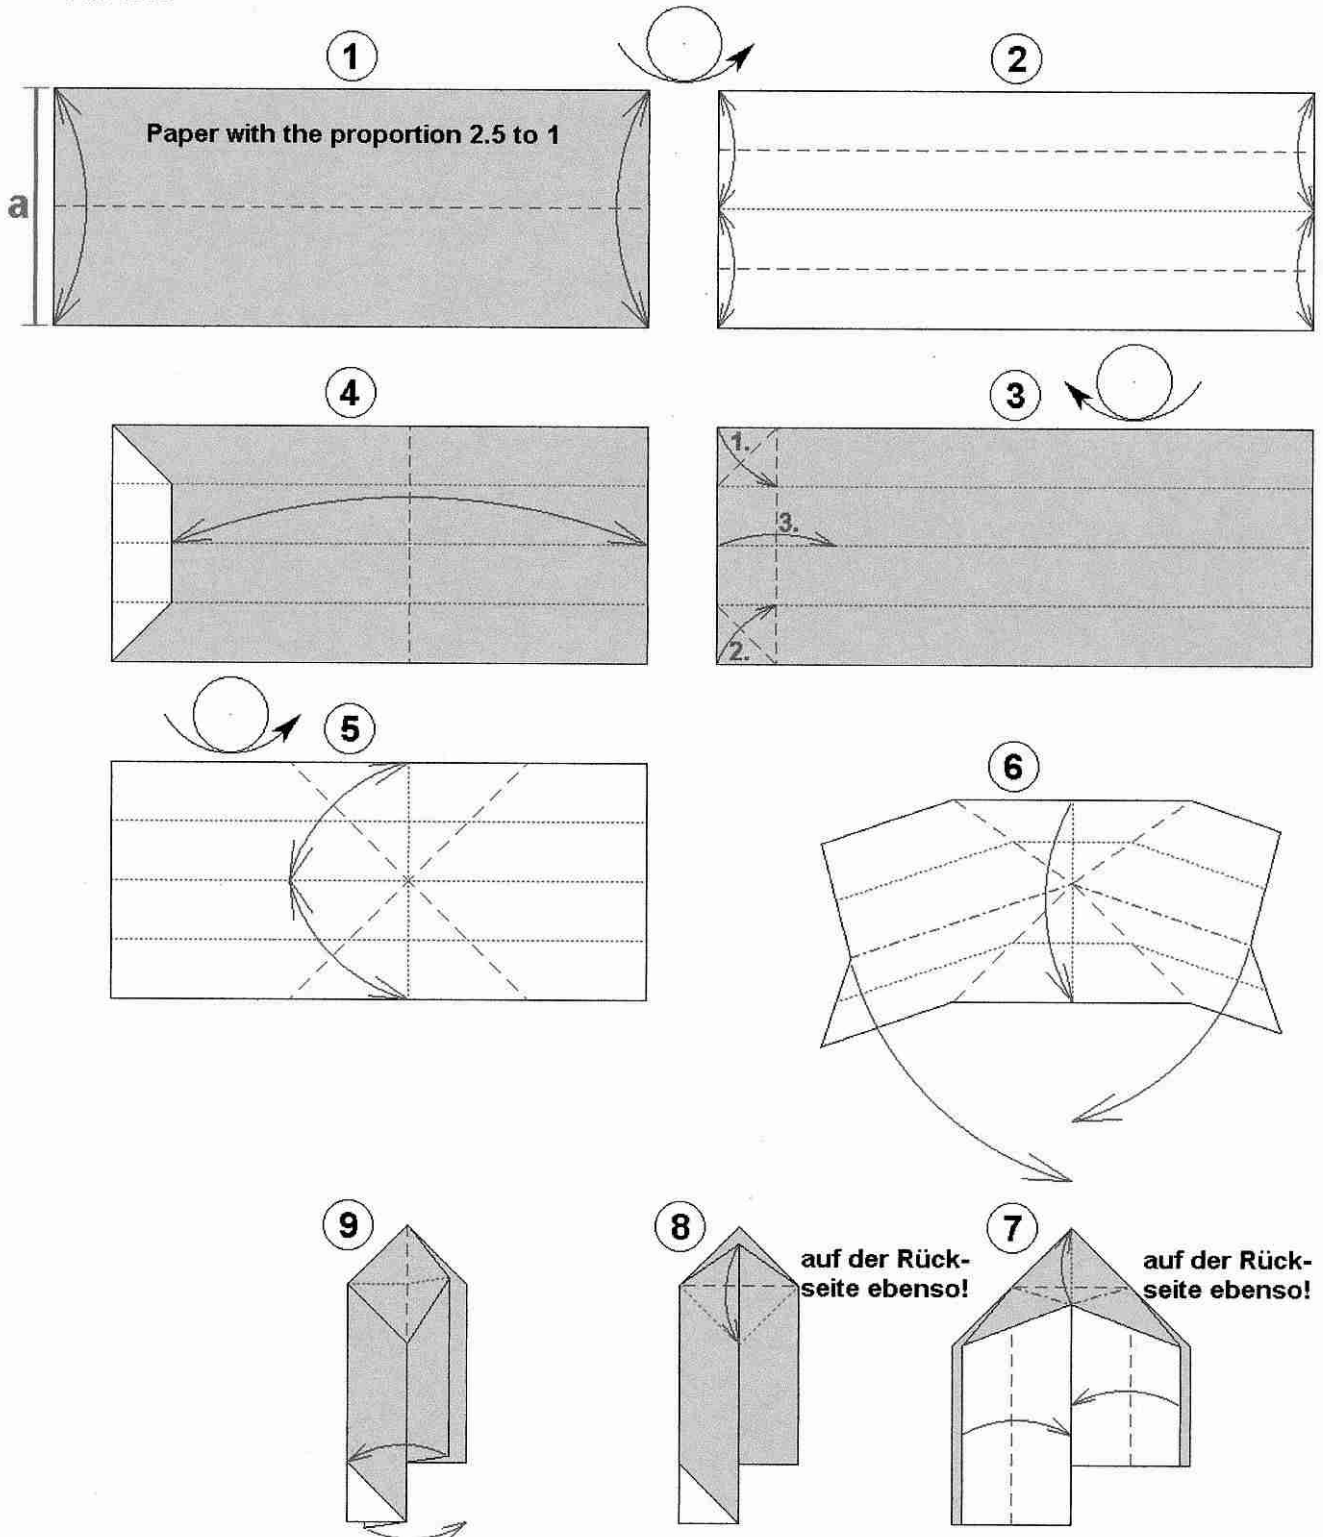 1
2
Paper with the proportion 2.5 to 1
a
4
3
1.
3.
2.
5
6
9
8
auf der Rück-
seite ebenso!
7
auf der Rück-
seite ebenso!